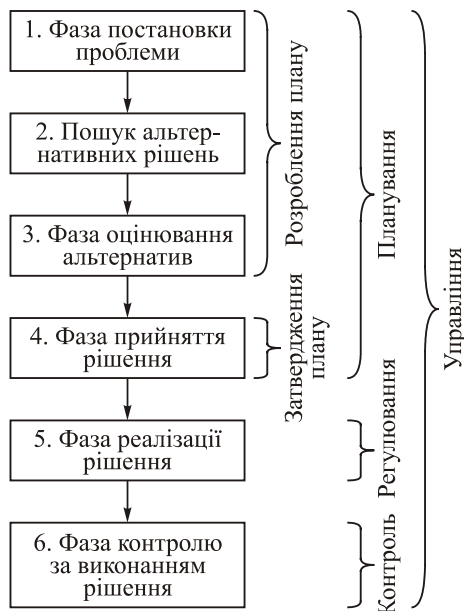 1. Фаза постановки
проблеми
2. Пошук альтер-
нативних рішень
3. Фаза оцінювання
альтернатив
4. Фаза прийняття
рішення
5. Фаза реалізації
рішення
6. Фаза контролю
за виконанням
рішення
Розроблення плану
Затвердження
плану
Планування
Регулювання
Контроль
Управління